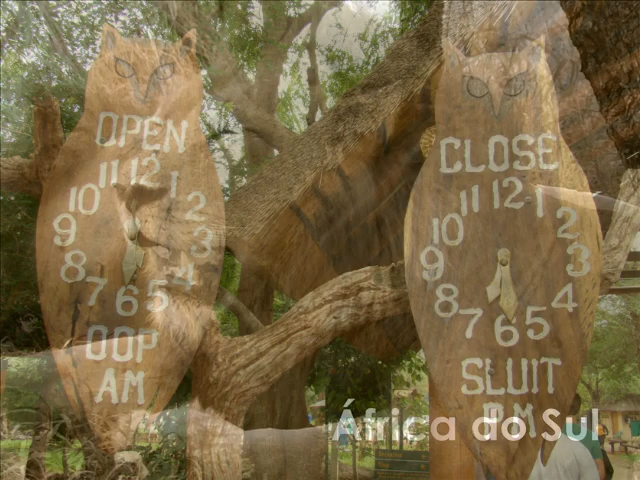 OPEN
11 12 1
10 2
9 3
8 4
7 6 5
OOP
AM
CLOSE
11 12 1
10 2
9 3
8 4
7 6 5
SLUIT
P.M
África do Sul